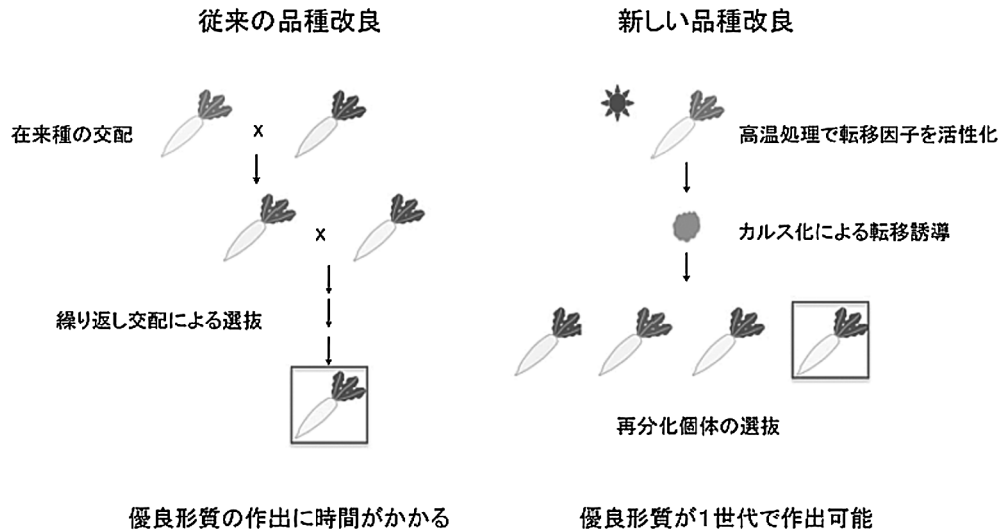 従来の品種改良
在来種の交配
x
x
繰り返し交配による選抜
優良形質の作出に時間がかかる
新しい品種改良
高温処理で転移因子を活性化
カルス化による転移誘導
再分化個体の選抜
優良形質が1世代で作出可能